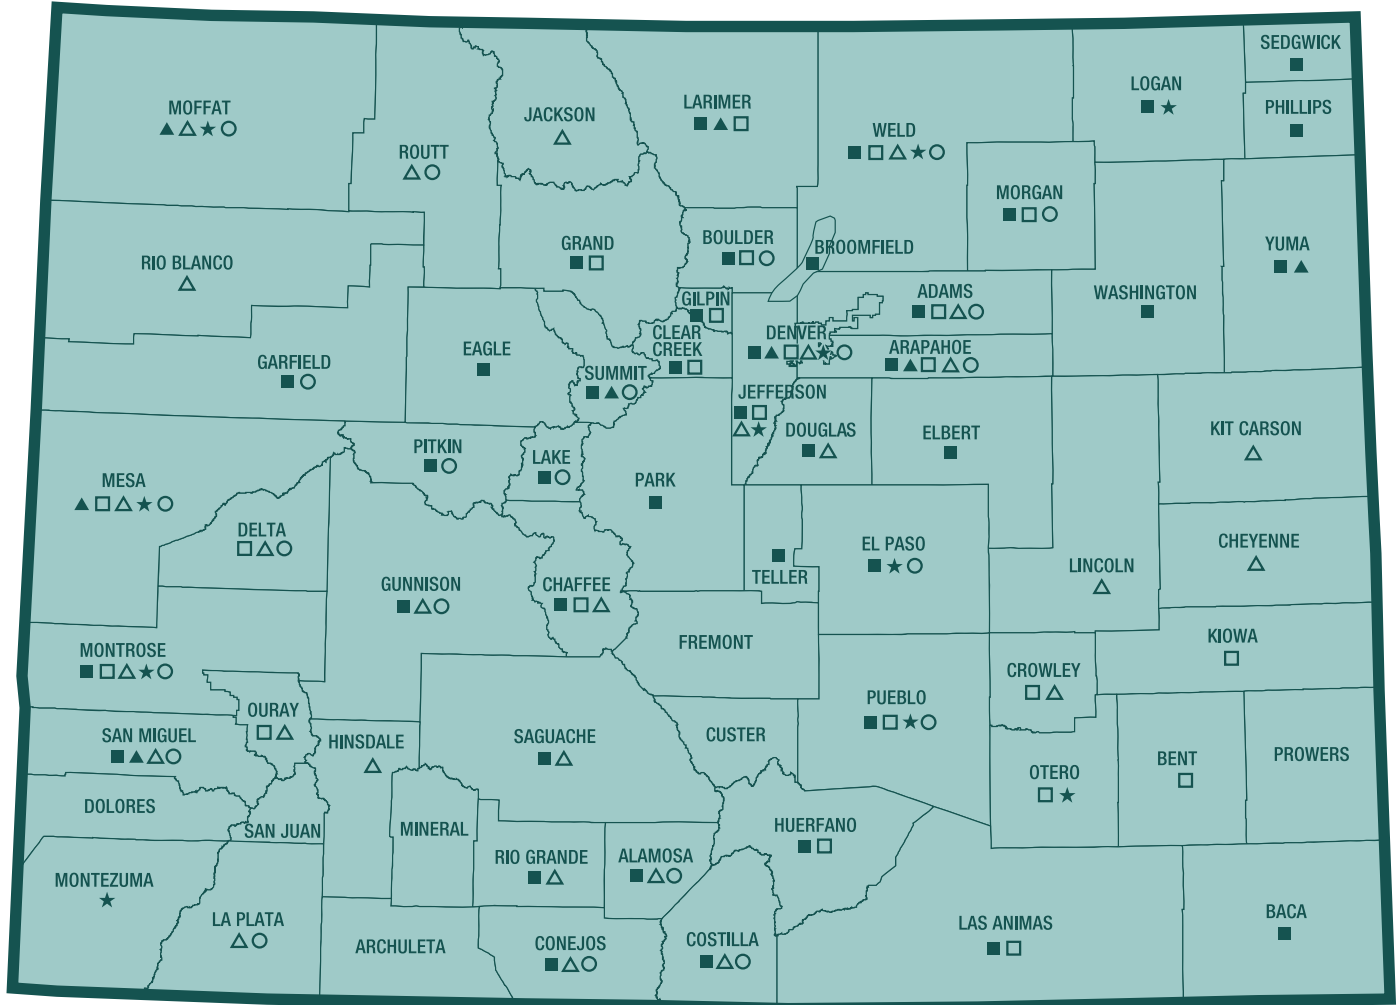 SEDGWICK
LOGAN
LARIMER
MOFFAT
PHILLIPS
JACKSON
WELD
ROUTT
MORGAN
BOULDER
GRAND
YUMA
BROOMFIELD
RIO BLANCO
ADAMS
WASHINGTON
GILPIN
CLEAR
CREEK
DENVER
ARAPAHOE
EAGLE
GARFIELD
SUMMIT
JEFFERSON
DOUGLAS
ELBERT
KIT CARSON
PITKIN
LAKE
PARK
MESA
DELTA
EL PASO
CHEYENNE
LINCOLN
TELLER
GUNNISON
CHAFFEE
KIOWA
FREMONT
MONTROSE
CROWLEY
PUEBLO
OURAY
SAN MIGUEL
HINSDALE
SAGUACHE
CUSTER
PROWERS
BENT
OTERO
DOLORES
SAN JUAN
MINERAL
HUERFANO
RIO GRANDE
ALAMOSA
MONTEZUMA
LA PLATA
BACA
LAS ANIMAS
ARCHULETA
CONEJOS
COSTILLA